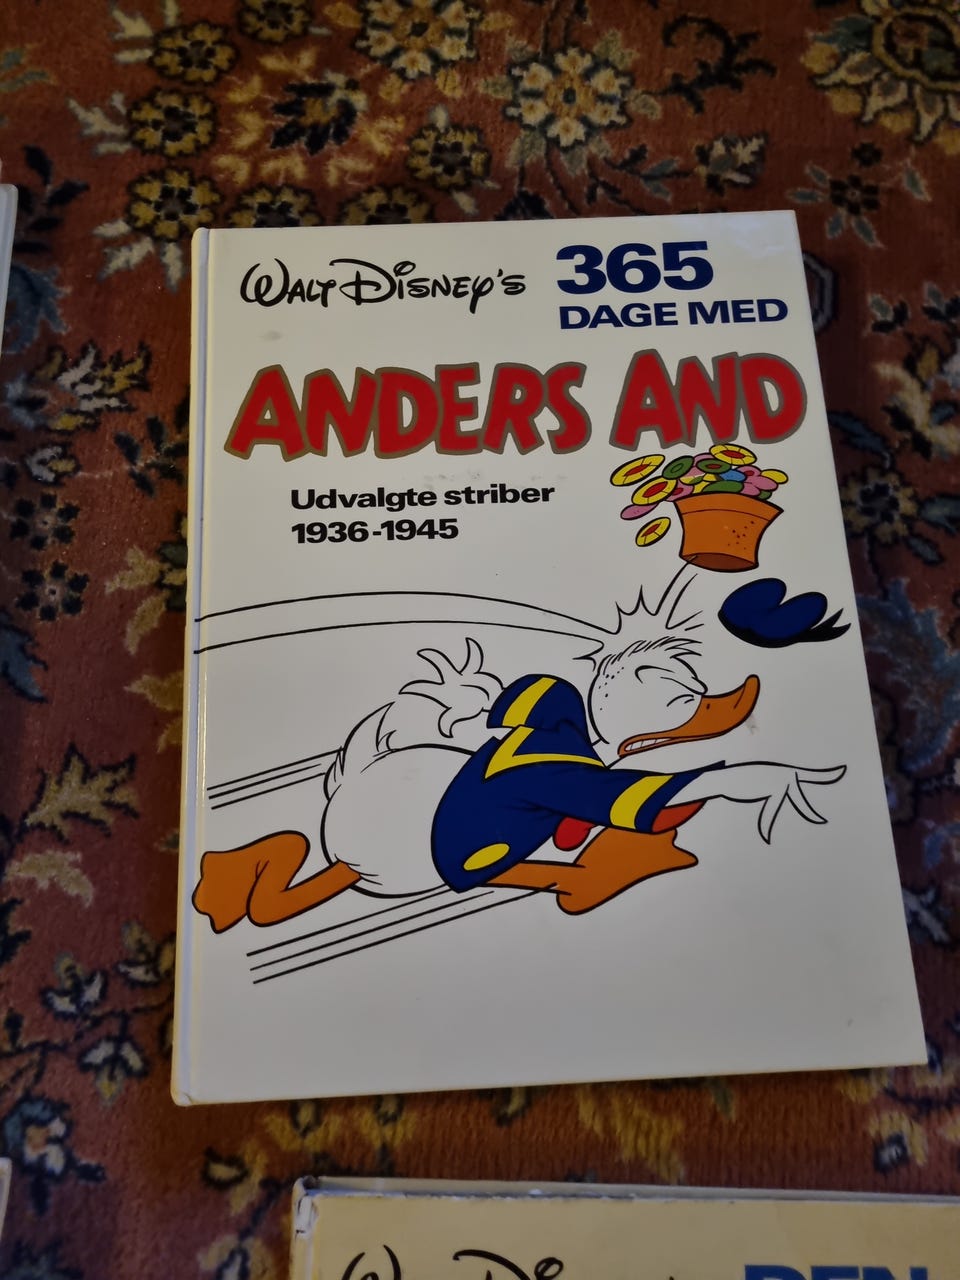 WALT DISNEY'S
365
DAGE MED
ANDERS AND
Udvalgte striber
1936-1945